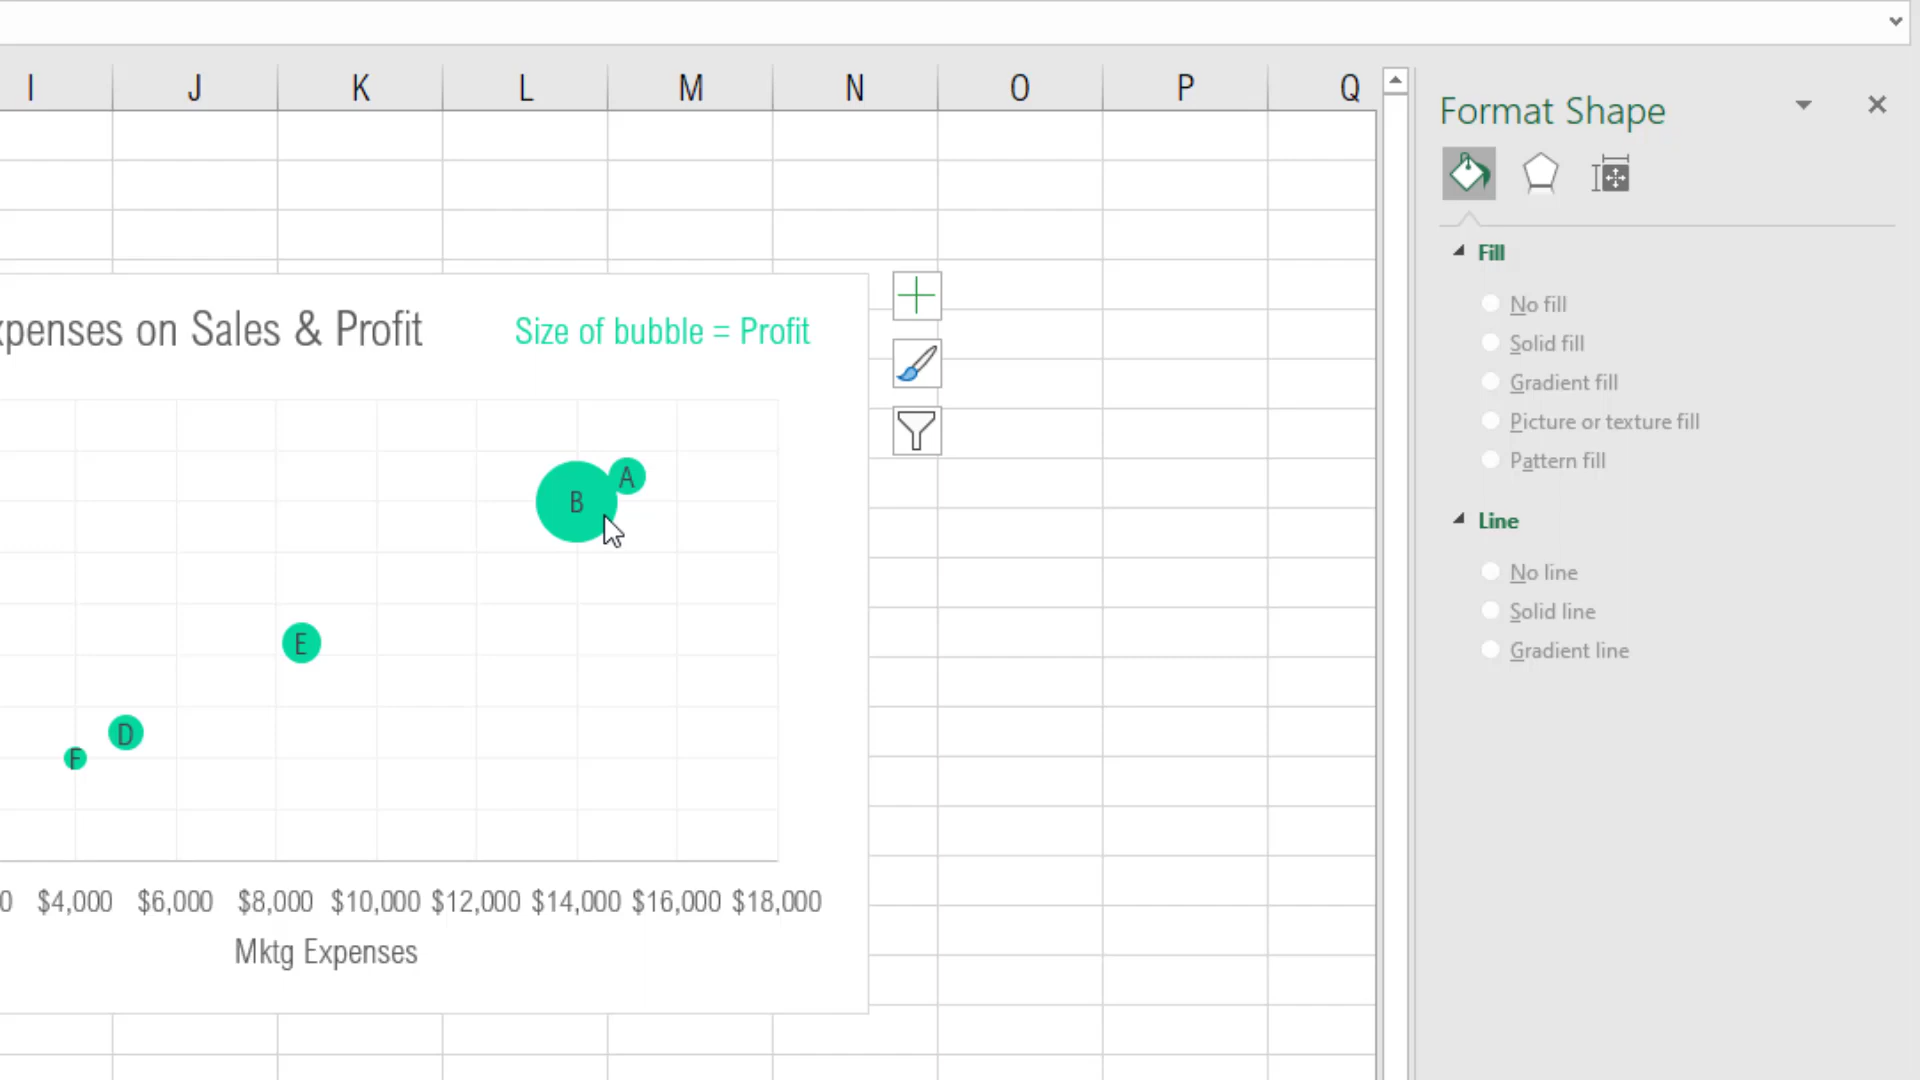 I J K L M N O P Q
Format Shape
Fill
No fill
Solid fill
Gradient fill
Picture or texture fill
Pattern fill
Line
No line
Solid line
Gradient line
xpenses on Sales & Profit
Size of bubble = Profit
A
B
E
D
F
0 $4,000 $6,000 $8,000 $10,000 $12,000 $14,000 $16,000 $18,000
Mktg Expenses